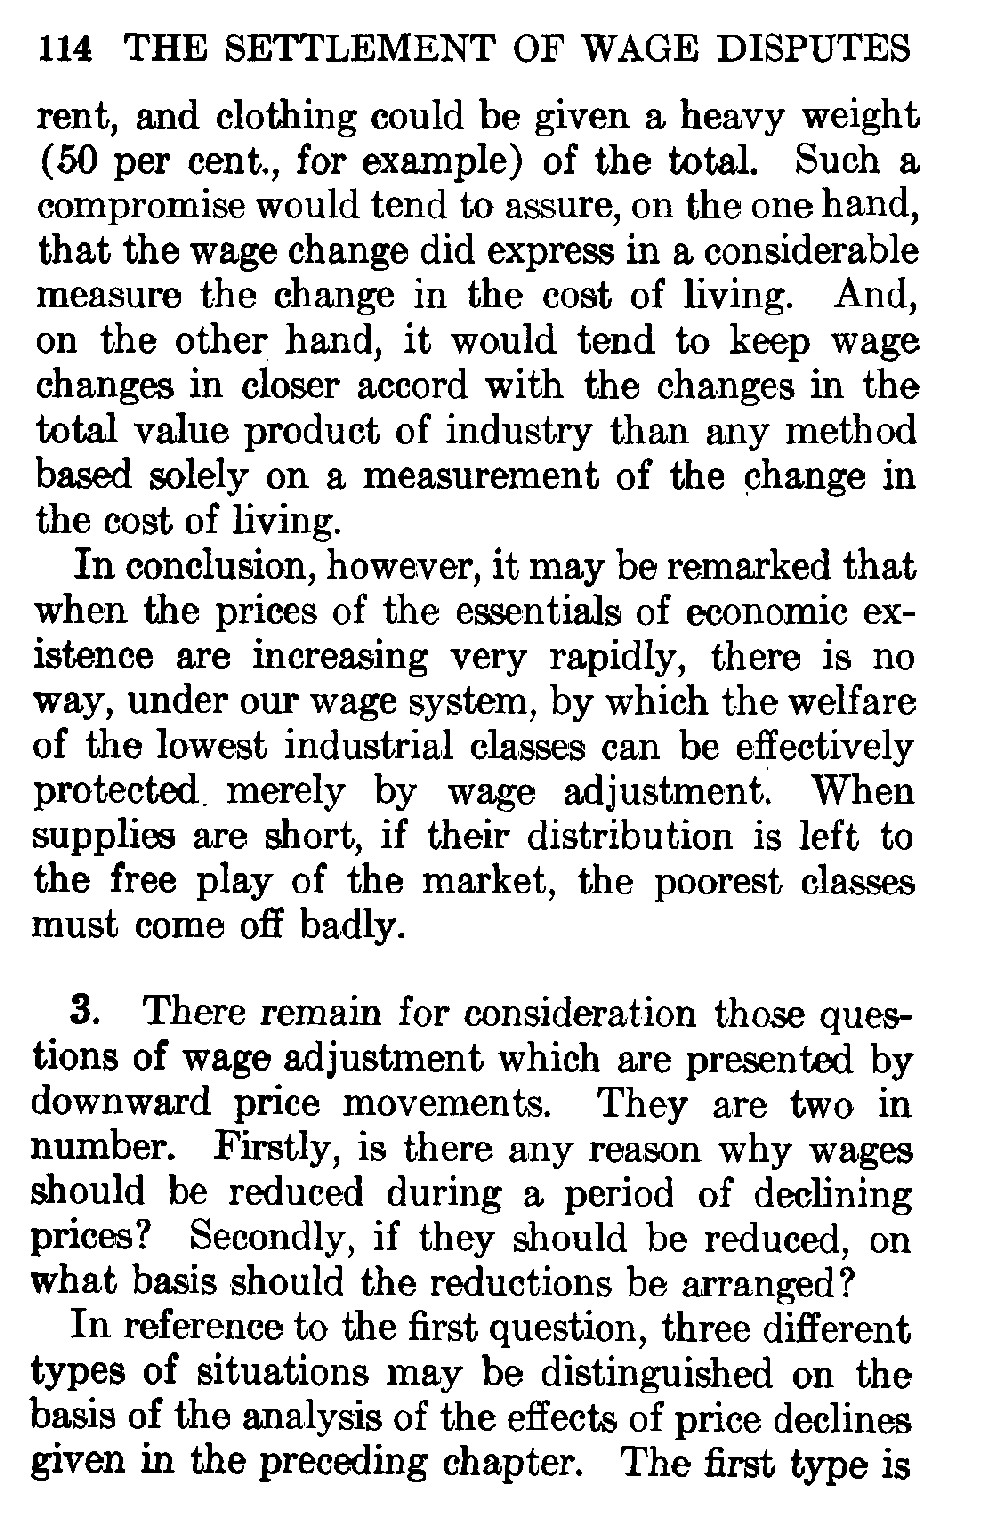 114 THE SETTLEMENT OF WAGE DISPUTES
rent, and clothing could be given a heavy weight
(50 per cent., for example) of the total. Such a
compromise would tend to assure, on the one hand,
that the wage change did express in a considerable
measure the change in the cost of living. And,
on the other hand, it would tend to keep wage
changes in closer accord with the changes in the
total value product of industry than any method
based solely on a measurement of the change in
the cost of living.
In conclusion, however, it may be remarked that
when the prices of the essentials of economic ex-
istence are increasing very rapidly, there is no
way, under our wage system, by which the welfare
of the lowest industrial classes can be effectively
protected merely by wage adjustment. When
supplies are short, if their distribution is left to
the free play of the market, the poorest classes
must come off badly.
3. There remain for consideration those ques-
tions of wage adjustment which are presented by
downward price movements. They are two in
number. Firstly, is there any reason why wages
should be reduced during a period of declining
prices? Secondly, if they should be reduced, on
what basis should the reductions be arranged?
In reference to the first question, three different
types of situations may be distinguished on the
basis of the analysis of the effects of price declines
given in the preceding chapter. The first type is